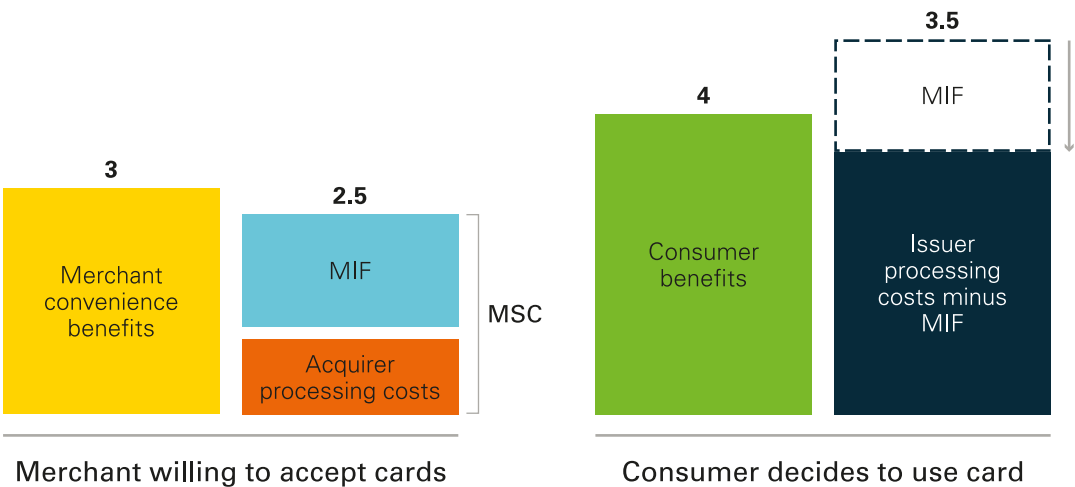 3
Merchant
convenience
benefits
2.5
MIF
Acquirer
processing costs
MSC
Merchant willing to accept cards
4
Consumer
benefits
3.5
MIF
Issuer
processing
costs minus
MIF
Consumer decides to use card